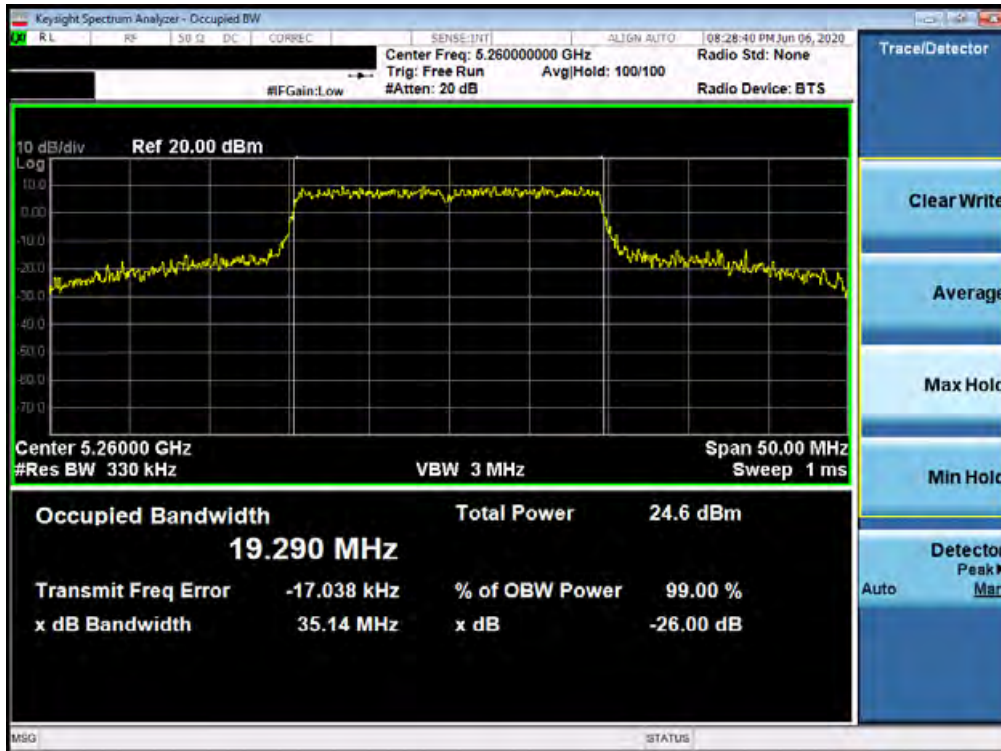 Keysight Spectrum Analyzer - Occupied BW
RL RF 50 Ω DC CORREC SENSE:INT ALIGN AUTO 08:28:40 PM Jun 06, 2020
Center Freq: 5.260000000 GHz Radio Std: None
Trig: Free Run Avg|Hold: 100/100
#IFGain:Low #Atten: 20 dB Radio Device: BTS
Trace/Detector
10 dB/div Ref 20.00 dBm
Log
10.0
0.00
-10.0
-20.0
-30.0
-40.0
-50.0
-60.0
-70.0
Center 5.26000 GHz Span 50.00 MHz
#Res BW 330 kHz VBW 3 MHz Sweep 1 ms
Occupied Bandwidth Total Power 24.6 dBm
19.290 MHz
Transmit Freq Error -17.038 kHz % of OBW Power 99.00 %
x dB Bandwidth 35.14 MHz x dB -26.00 dB
Clear Write
Average
Max Hold
Min Hold
Detector
Peak
Auto Man
MSG STATUS